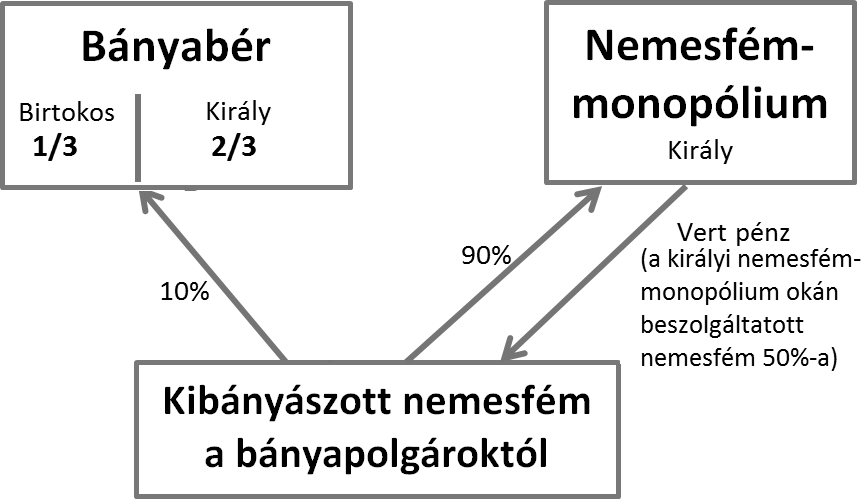 Bányabér
Birtokos
1/3
Király
2/3
Nemesfém-
monopólium
Király
10%
90%
Vert pénz
(a királyi nemesfém-
monopólium okán
beszolgáltatott
nemesfém 50%-a)
Kibányászott nemesfém
a bányapolgároktól